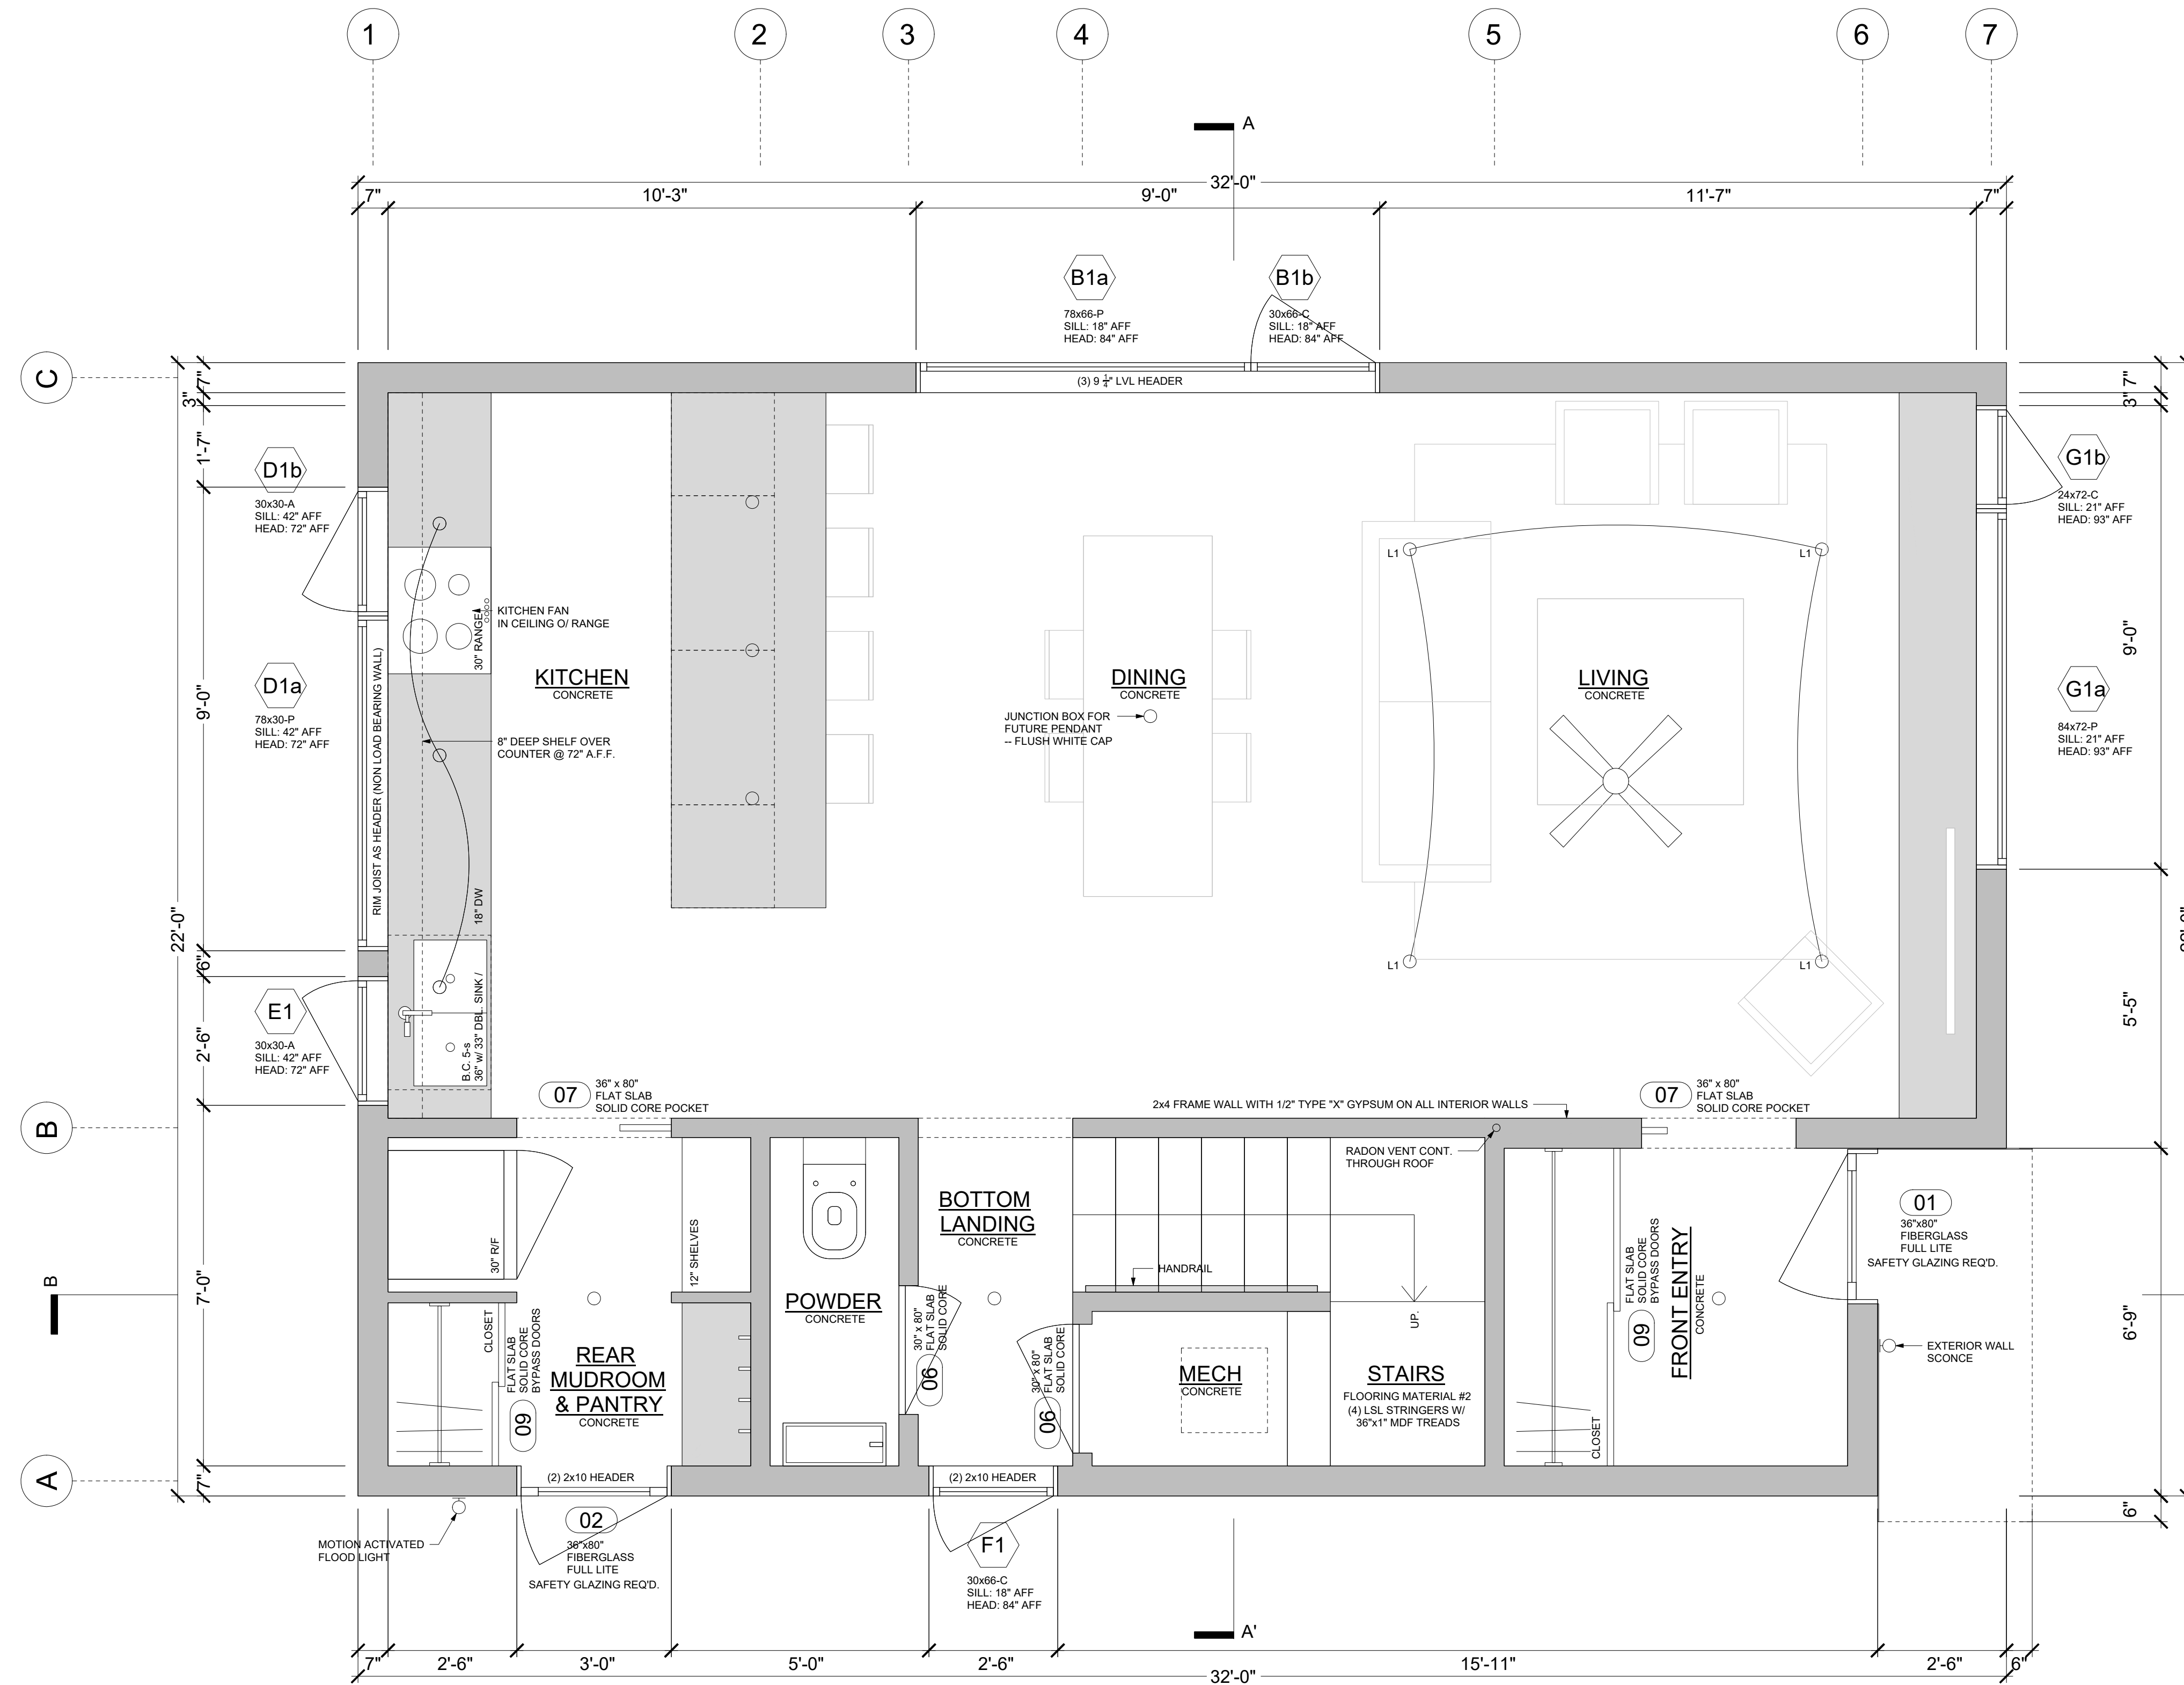 1
2
3
4
5
6
7
A
32'-0"
7"
10'-3"
9'-0"
11'-7"
7"
B1a
78x66-P
SILL: 18" AFF
HEAD: 84" AFF
B1b
30x66-C
SILL: 18" AFF
HEAD: 84" AFF
(3) 9 1/4" LVL HEADER
C
B
A
B
22'-0"
7"
3"
1'-7"
9'-0"
6"
2'-6"
7'-0"
7"
D1b
30x30-A
SILL: 42" AFF
HEAD: 72" AFF
D1a
78x30-P
SILL: 42" AFF
HEAD: 72" AFF
E1
30x30-A
SILL: 42" AFF
HEAD: 72" AFF
RIM JOIST AS HEADER (NON LOAD BEARING WALL)
30" RANGE
KITCHEN FAN
IN CEILING O/ RANGE
KITCHEN
CONCRETE
8" DEEP SHELF OVER
COUNTER @ 72" A.F.F.
18" DW
B.C. 5-s
36" w/ 33" DBL. SINK /
DINING
CONCRETE
JUNCTION BOX FOR
FUTURE PENDANT
-- FLUSH WHITE CAP
L1
L1
LIVING
CONCRETE
L1
L1
G1b
24x72-C
SILL: 21" AFF
HEAD: 93" AFF
G1a
84x72-P
SILL: 21" AFF
HEAD: 93" AFF
7"
3"
9'-0"
5'-5"
6'-9"
6"
07
36" x 80"
FLAT SLAB
SOLID CORE POCKET
2x4 FRAME WALL WITH 1/2" TYPE "X" GYPSUM ON ALL INTERIOR WALLS
07
36" x 80"
FLAT SLAB
SOLID CORE POCKET
RADON VENT CONT.
THROUGH ROOF
30" R/F
12" SHELVES
CLOSET
09
FLAT SLAB
SOLID CORE
BYPASS DOORS
REAR
MUDROOM
& PANTRY
CONCRETE
POWDER
CONCRETE
06
30" x 80"
FLAT SLAB
SOLID CORE
BOTTOM
LANDING
CONCRETE
HANDRAIL
06
30" x 80"
FLAT SLAB
SOLID CORE
MECH
CONCRETE
UP.
STAIRS
FLOORING MATERIAL #2
(4) LSL STRINGERS W/
36"x1" MDF TREADS
CLOSET
09
FLAT SLAB
SOLID CORE
BYPASS DOORS
FRONT ENTRY
CONCRETE
01
36"x80"
FIBERGLASS
FULL LITE
SAFETY GLAZING REQ'D.
EXTERIOR WALL
SCONCE
(2) 2x10 HEADER
(2) 2x10 HEADER
MOTION ACTIVATED
FLOOD LIGHT
02
36"x80"
FIBERGLASS
FULL LITE
SAFETY GLAZING REQ'D.
F1
30x66-C
SILL: 18" AFF
HEAD: 84" AFF
A'
7"
2'-6"
3'-0"
5'-0"
2'-6"
15'-11"
2'-6"
6"
32'-0"